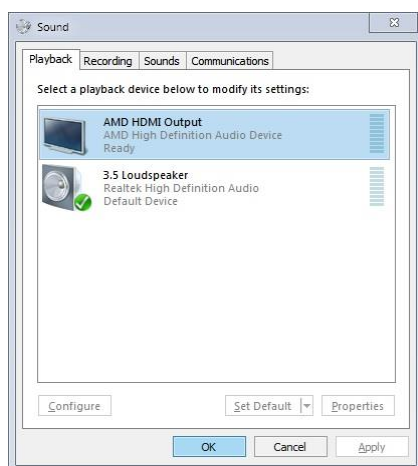 Sound
Playback Recording Sounds Communications
Select a playback device below to modify its settings:
AMD HDMI Output
AMD High Definition Audio Device
Ready
3.5 Loudspeaker
Realtek High Definition Audio
Default Device
Configure Set Default Properties
OK Cancel Apply